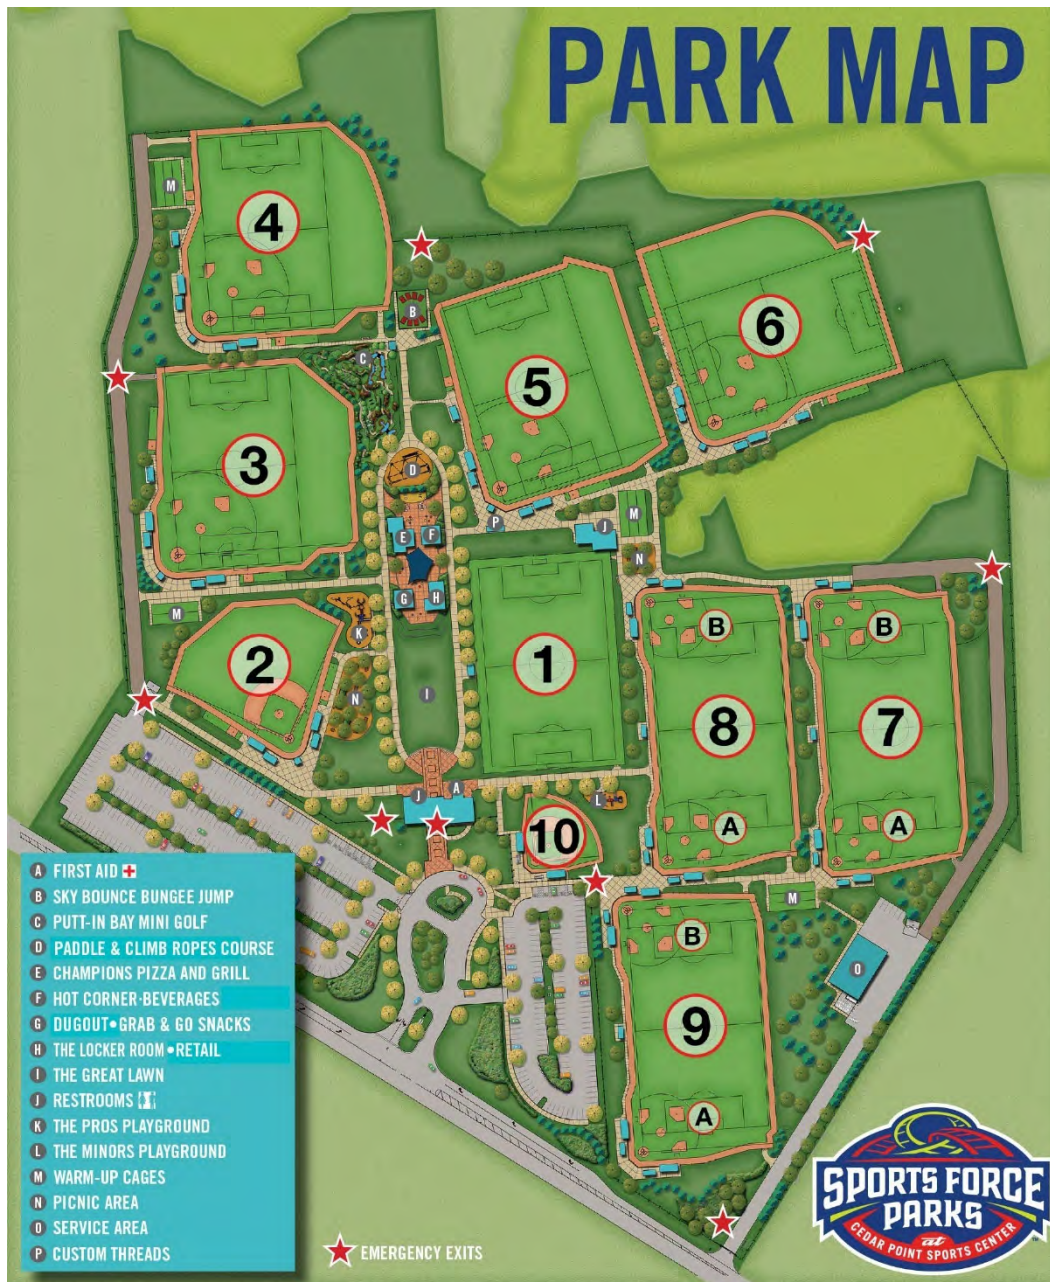 PARK MAP
4
M
B
6
5
C
3
D
P
J
M
E
F
N
G
H
M
K
2
1
B
B
N
I
8
7
J
A
L
10
A
A
M
B
O
9
A
A FIRST AID
B SKY BOUNCE BUNGEE JUMP
C PUTT-IN BAY MINI GOLF
D PADDLE & CLIMB ROPES COURSE
E CHAMPIONS PIZZA AND GRILL
F HOT CORNER·BEVERAGES
G DUGOUT•GRAB & GO SNACKS
H THE LOCKER ROOM•RETAIL
I THE GREAT LAWN
J RESTROOMS
K THE PROS PLAYGROUND
L THE MINORS PLAYGROUND
M WARM-UP CAGES
N PICNIC AREA
O SERVICE AREA
P CUSTOM THREADS
EMERGENCY EXITS
SPORTS FORCE
PARKS
at
CEDAR POINT SPORTS CENTER